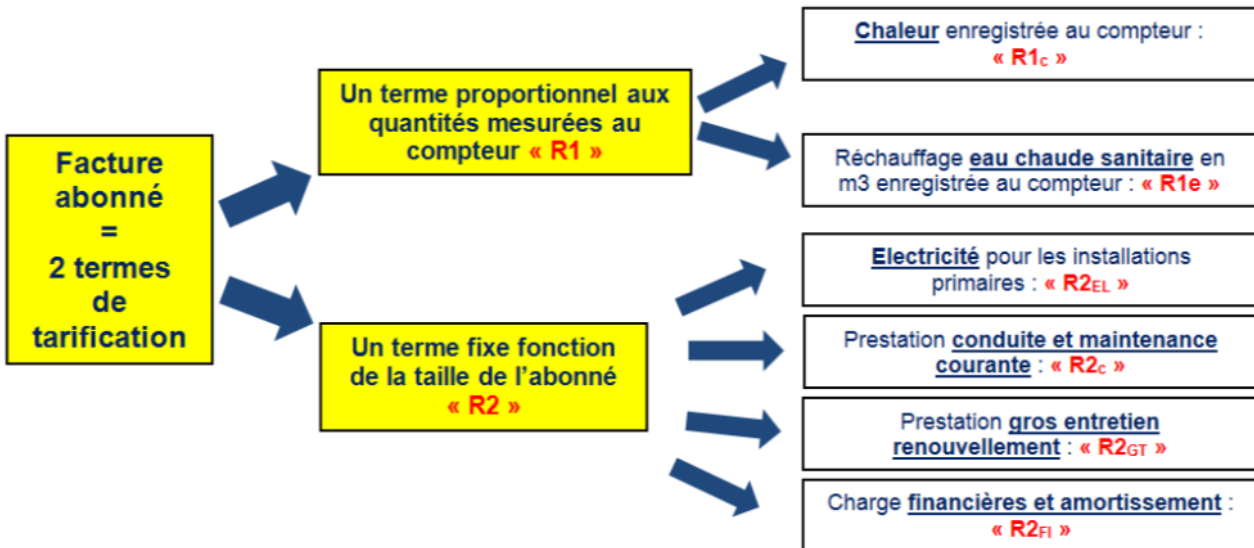 Facture
abonné
=
2 termes
de
tarification
Un terme proportionnel aux
quantités mesurées au
compteur « R1 »
Un terme fixe fonction
de la taille de l'abonné
« R2 »
Chaleur enregistrée au compteur :
« R1c »
Réchauffage eau chaude sanitaire en
m3 enregistrée au compteur : « R1e »
Electricité pour les installations
primaires : « R2EL »
Prestation conduite et maintenance
courante : « R2c »
Prestation gros entretien
renouvellement : « R2GT »
Charge financières et amortissement :
« R2FI »